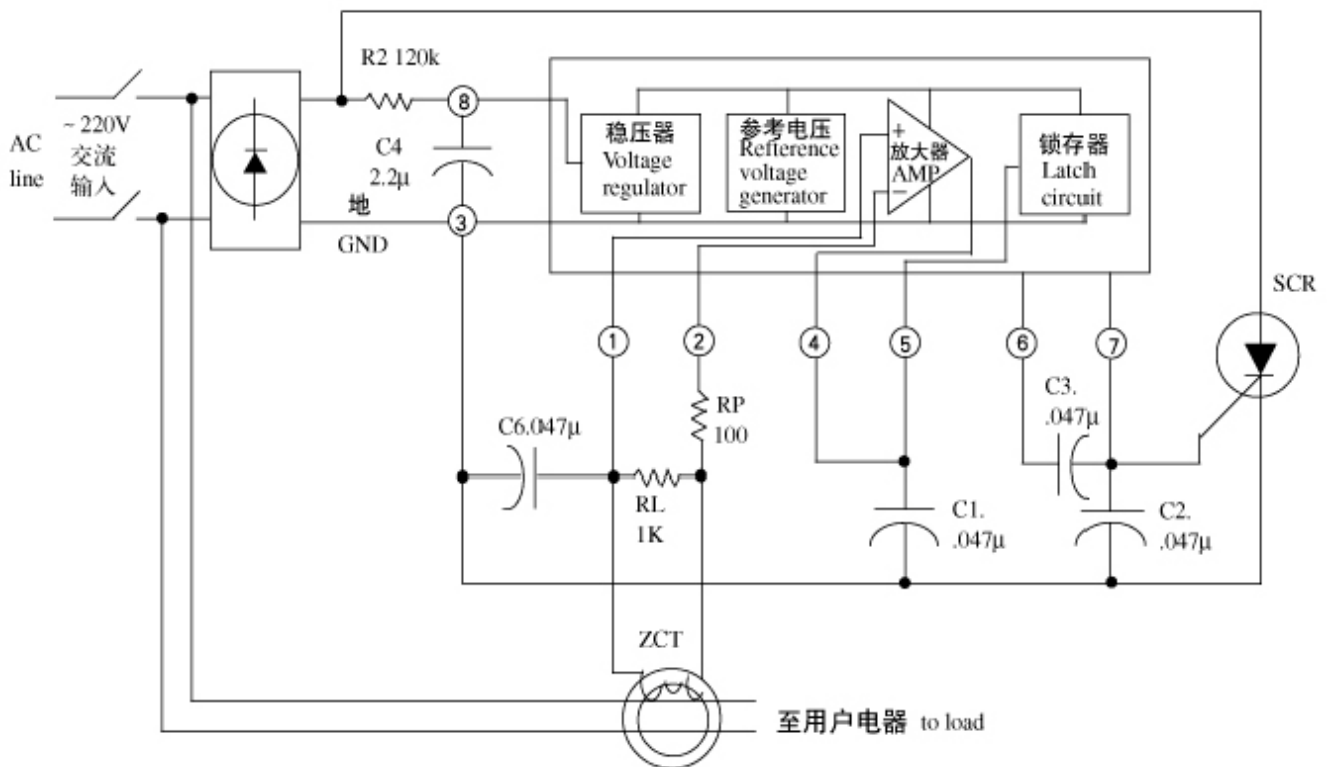 R2 120k
8
AC
line
~ 220V
交流
输入
C4
2.2μ
地
GND
3
稳压器
Voltage
regulator
参考电压
Refterence
voltage
generator
+
放大器
AMP
−
锁存器
Latch
circuit
SCR
1
2
4
5
6
7
RP
100
C3.
.047μ
C6.047μ
RL
1K
C1.
.047μ
C2.
.047μ
ZCT
至用户电器 to load